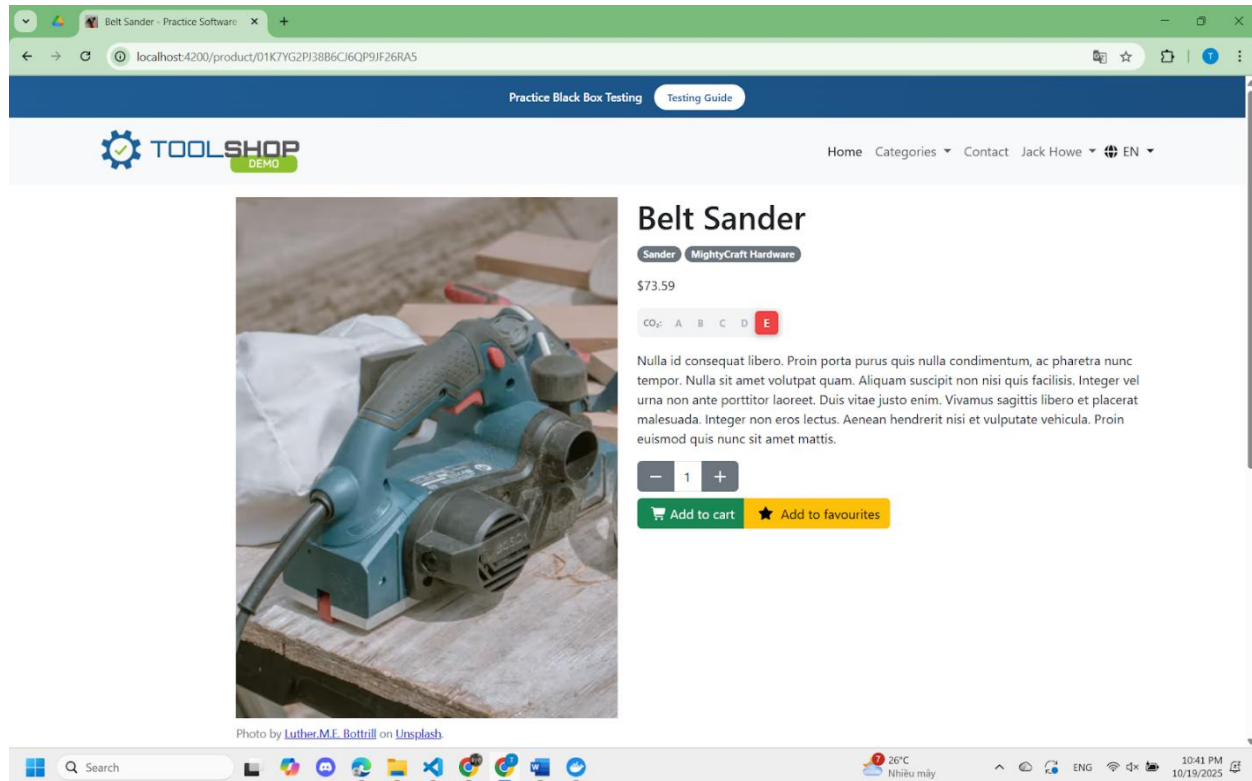 Belt Sander - Practice Software
localhost:4200/product/01K7YG2PJ38B6CJ6QP9JF26RA5
T
Practice Black Box Testing Testing Guide
TOOLSHOP
DEMO
Home Categories Contact Jack Howe EN
Belt Sander
Sander MightyCraft Hardware
$73.59
CO₂: A B C D E
Nulla id consequat libero. Proin porta purus quis nulla condimentum, ac pharetra nunc
tempor. Nulla sit amet volutpat quam. Aliquam suscipit non nisi quis facilisis. Integer vel
urna non ante porttitor laoreet. Duis vitae justo enim. Vivamus sagittis libero et placerat
malesuada. Integer non eros lectus. Aenean hendrerit nisi et vulputate vehicula. Proin
euismod quis nunc sit amet mattis.
1
Add to cart Add to favourites
BOSCH
Photo by Luther.M.E. Bottrill on Unsplash.
Search
7
26°C
Nhiều mây
ENG
10:41 PM
10/19/2025